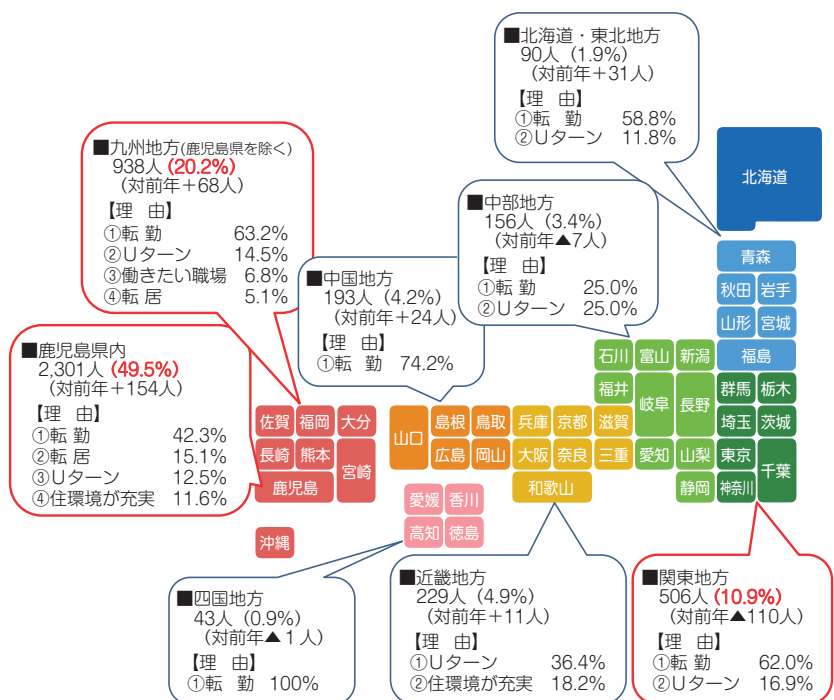 ■北海道・東北地方
90人（1.9%）
（対前年＋31人）
【理　由】
①転　勤　58.8%
②Uターン　11.8%
■九州地方(鹿児島県を除く)
938人（20.2%）
（対前年＋68人）
【理　由】
①転 勤　63.2%
②Uターン　14.5%
③働きたい職場　6.8%
④転 居　5.1%
■中部地方
156人（3.4%）
（対前年▲7人）
【理　由】
①転 勤　25.0%
②Uターン　25.0%
■中国地方
193人（4.2%）
（対前年＋24人）
【理　由】
①転　勤　74.2%
■鹿児島県内
2,301人（49.5%）
（対前年＋154人）
【理　由】
①転 勤　42.3%
②転 居　15.1%
③Uターン　12.5%
④住環境が充実　11.6%
北海道
青森
秋田 岩手
山形 宮城
石川 富山 新潟 福島
福井 岐阜 長野 群馬 栃木
佐賀 福岡 大分 山口 島根 鳥取 兵庫 京都 滋賀 埼玉 茨城
長崎 熊本 宮崎 広島 岡山 大阪 奈良 三重 愛知 山梨 東京 千葉
鹿児島 愛媛 香川 和歌山 静岡 神奈川
沖縄 高知 徳島
■四国地方
43人（0.9%）
（対前年▲１人）
【理　由】
①転　勤　100%
■近畿地方
229人（4.9%）
（対前年＋11人）
【理　由】
①Uターン　36.4%
②住環境が充実　18.2%
■関東地方
506人（10.9%）
（対前年▲110人）
【理　由】
①転　勤　62.0%
②Uターン　16.9%